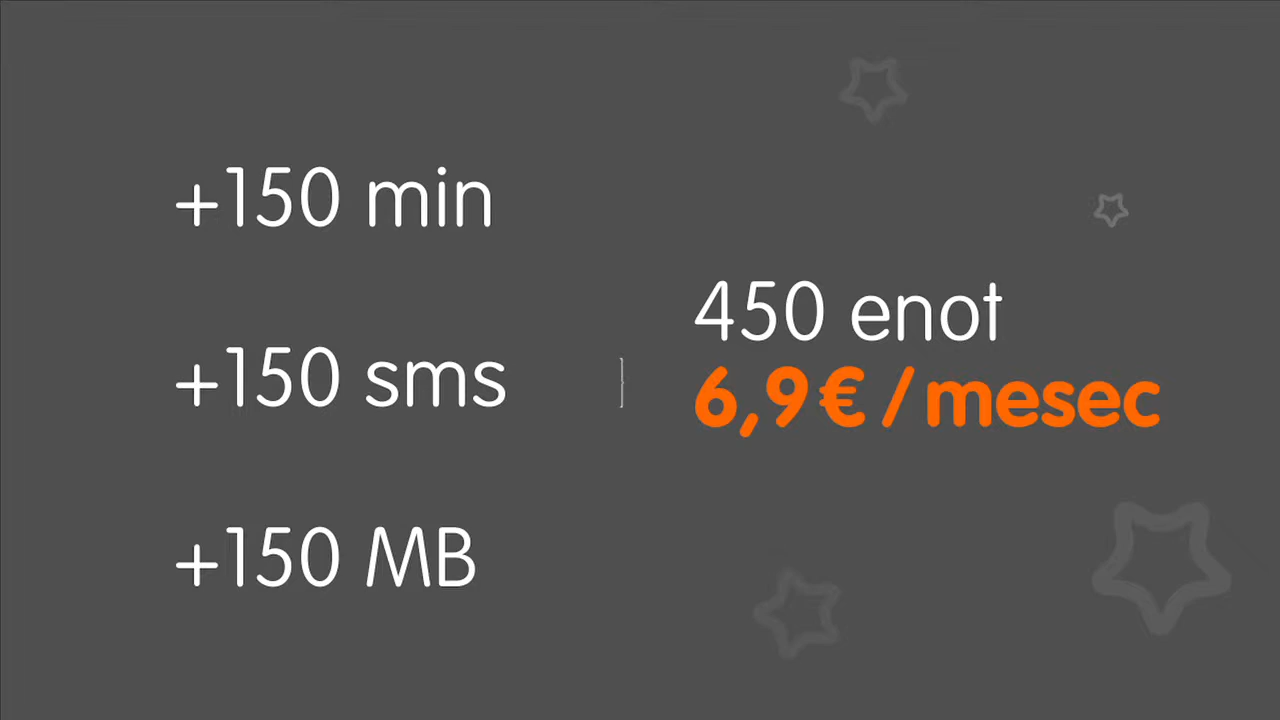 +150 min
+150 sms
+150 MB
450 enot
6,9 € / mesec